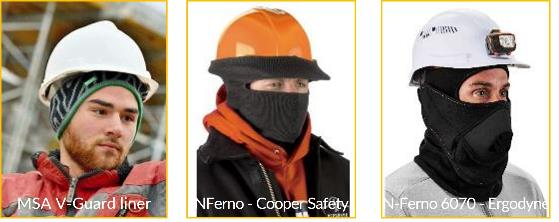 MSA V-Guard liner
NFerno - Cooper Safety
N-Ferno 6070 - Ergodyne